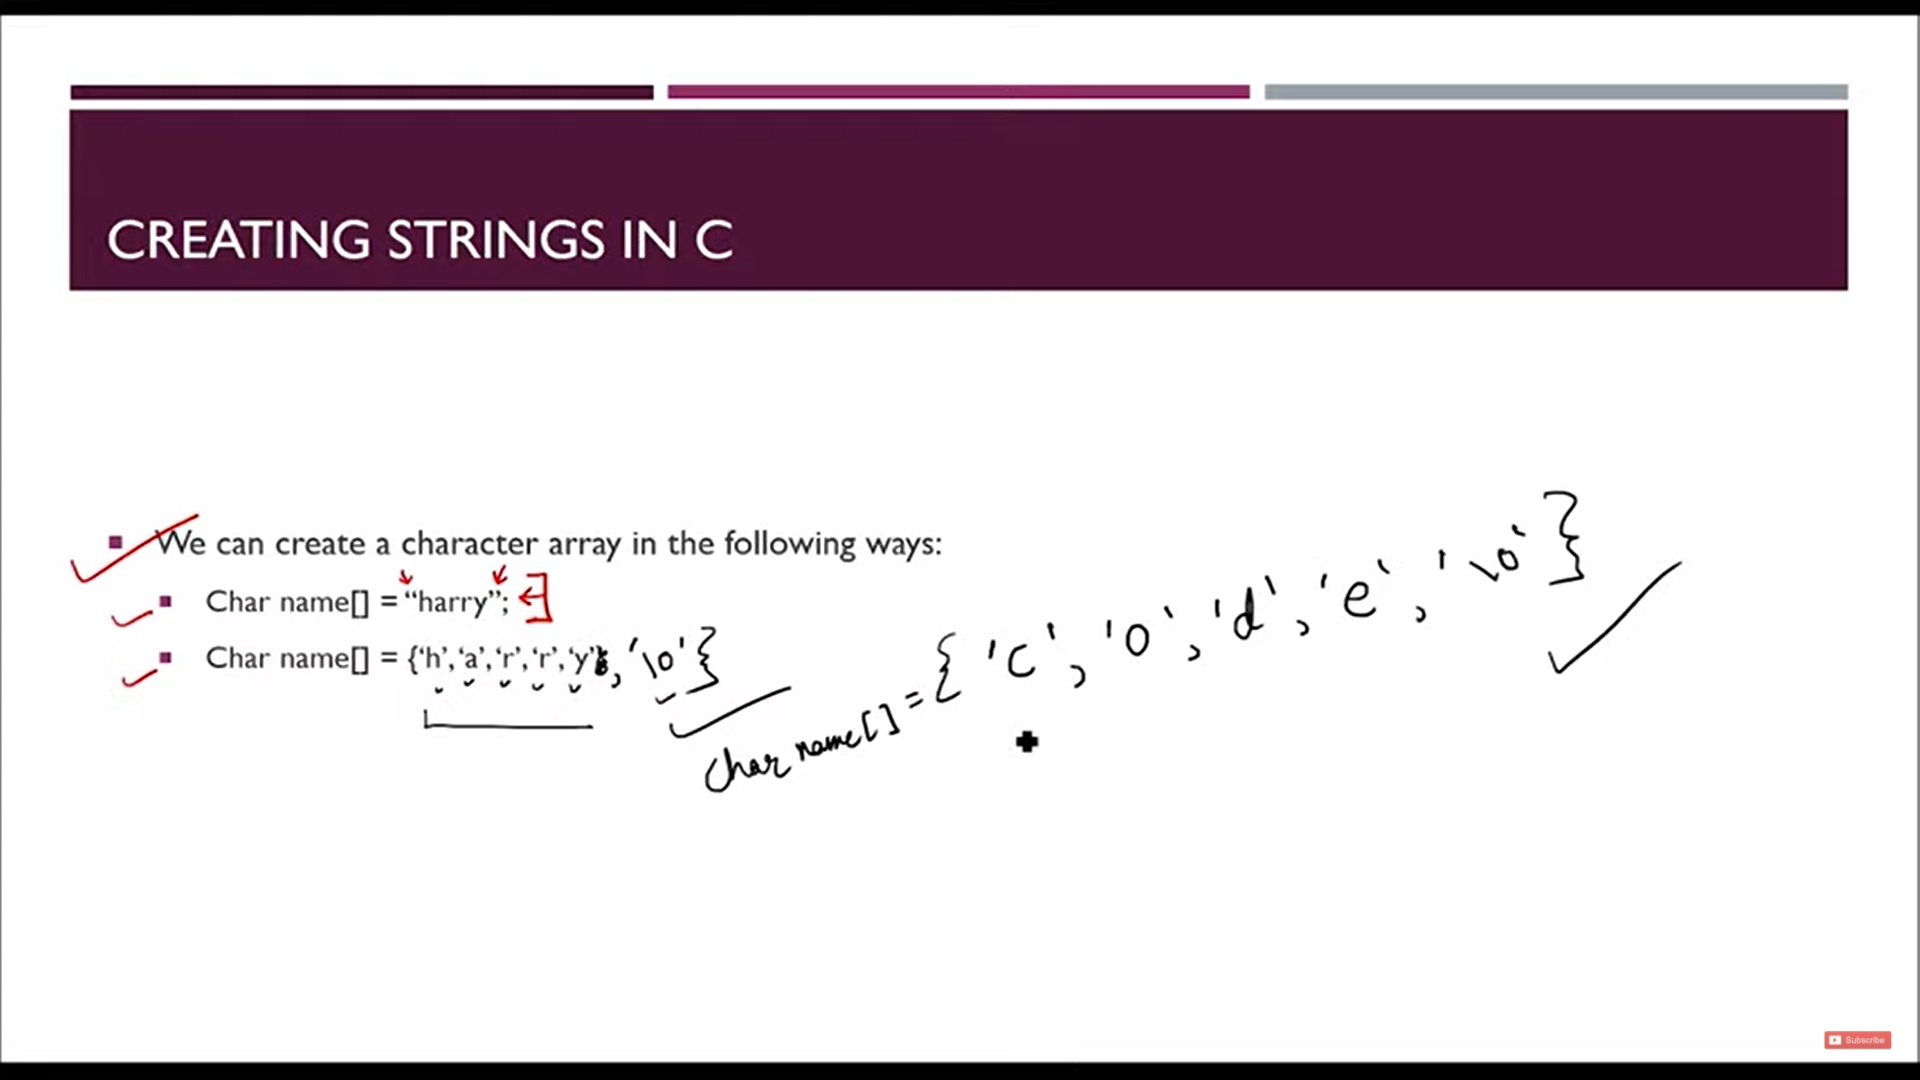 CREATING STRINGS IN C
We can create a character array in the following ways:
Char name[] = “harry”;
Char name[] = {‘h’,‘a’,‘r’,‘r’,‘y’}, '\0'}
char name[] = { 'c', 'o', 'd', 'e', '\0' }
Subscribe